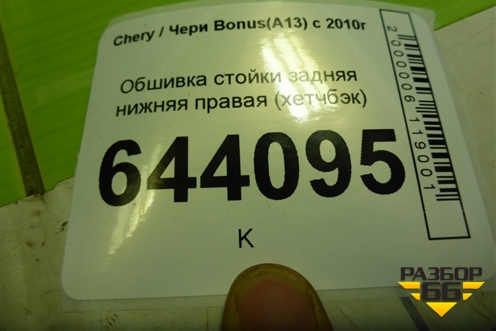 Chery / Чери Bonus(A13) с 2010г
Обшивка стойки задняя
нижняя правая (хетчбэк)
644095
К
2000006119001
РАЗБОР
66